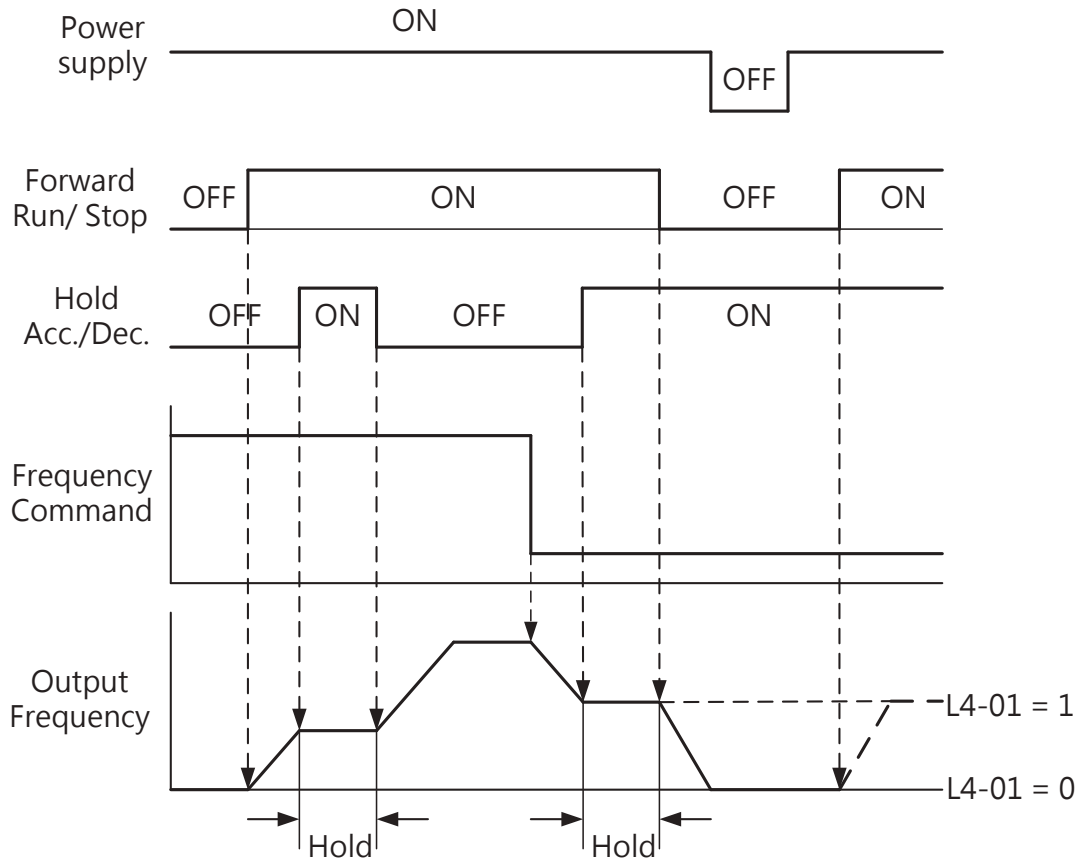 Power
supply
ON
OFF
Forward
Run/ Stop
OFF
ON
OFF
ON
Hold
Acc./Dec.
OFF
ON
OFF
ON
Frequency
Command
Output
Frequency
L4-01 = 1
L4-01 = 0
Hold
Hold